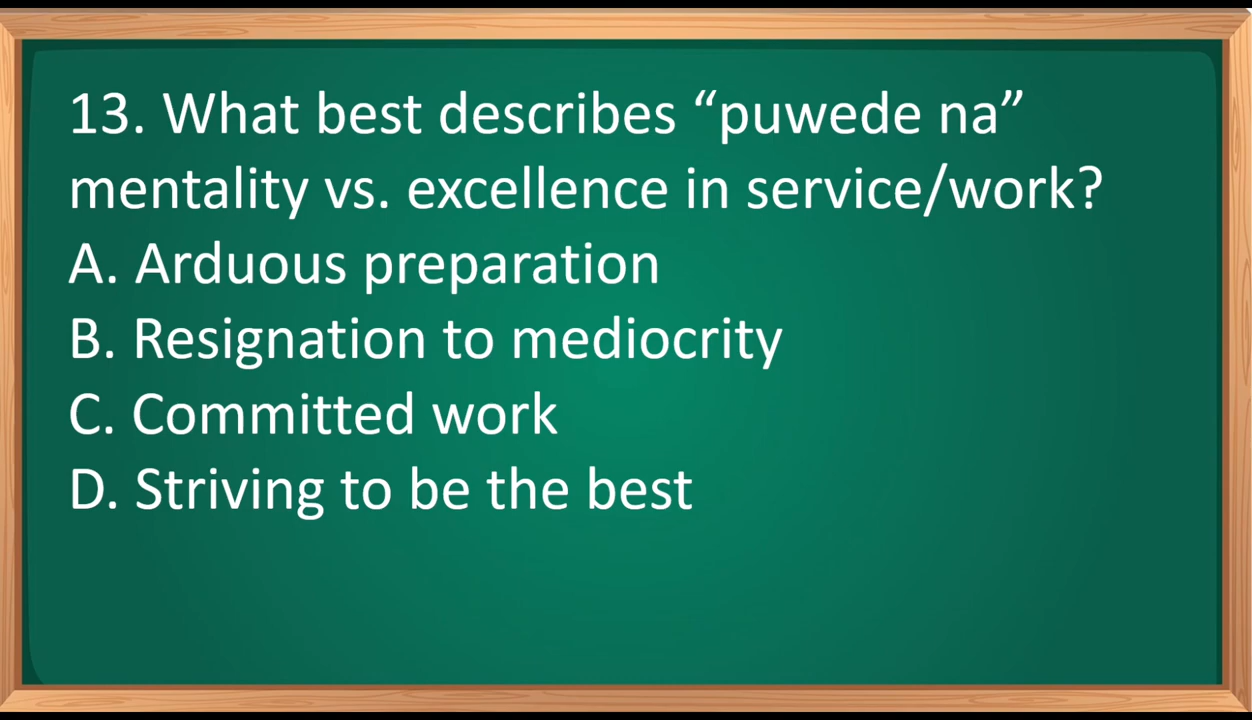 13. What best describes “puwede na”
mentality vs. excellence in service/work?
A. Arduous preparation
B. Resignation to mediocrity
C. Committed work
D. Striving to be the best